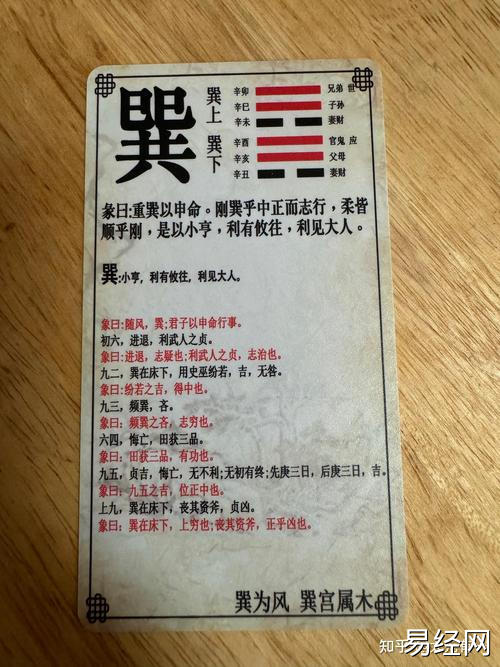 巽
巽上 巽下
辛卯 兄弟 世
辛巳 子孙
辛未 妻财
辛酉 官鬼 应
辛亥 父母
辛丑 妻财
彖曰:重巽以申命。刚巽乎中正而志行，柔皆
顺乎刚，是以小亨，利有攸往，利见大人。
巽:小亨，利有攸往，利见大人。
象曰:随风，巽;君子以申命行事。
初六，进退，利武人之贞。
象曰:进退，志疑也;利武人之贞，志治也。
九二，巽在床下，用史巫纷若，吉，无咎。
象曰:纷若之吉，得中也。
九三，频巽，吝。
象曰：频巽之吝，志穷也。
六四，悔亡，田获三品。
象曰：田获三品，有功也。
九五，贞吉，悔亡，无不利;无初有终;先庚三日，后庚三日，吉。
象曰：九五之吉，位正中也。
上九，巽在床下，丧其资斧，贞凶。
象曰：巽在床下，上穷也;丧其资斧，正乎凶也。
巽为风 巽宫属木
知乎
易经网